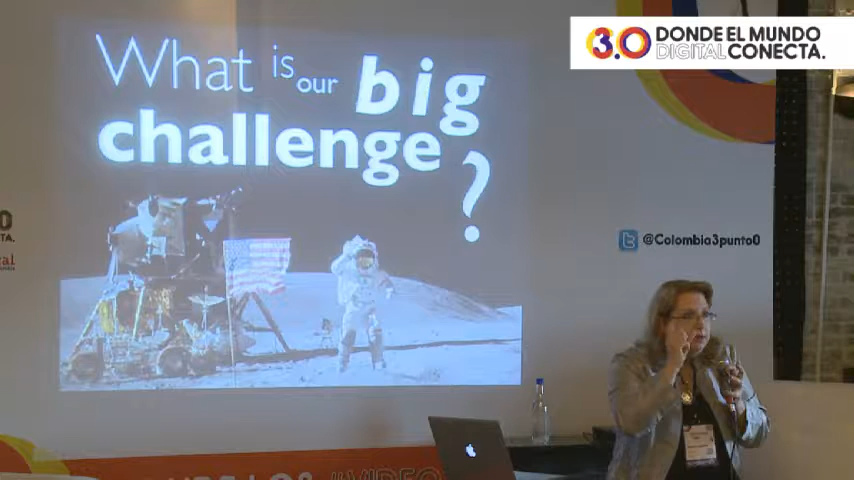 3.0 DONDE EL MUNDO
DIGITAL CONECTA.
What is our big
challenge
?
@Colombia3punto0